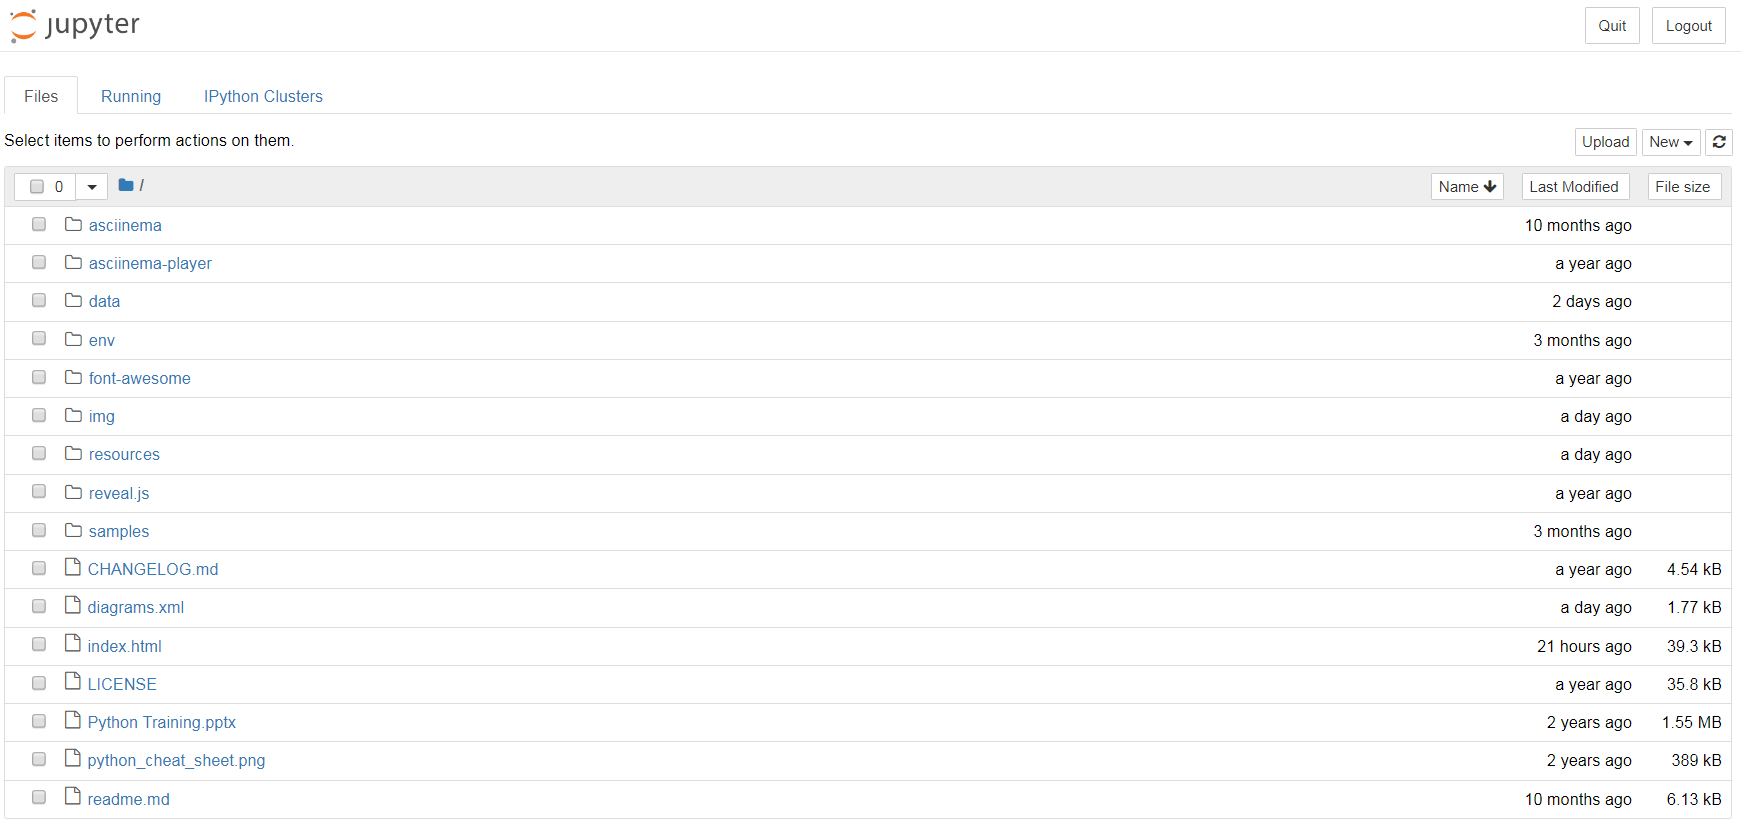 jupyter Quit Logout
Files Running IPython Clusters
Select items to perform actions on them. Upload New
0 / Name Last Modified File size
asciinema 10 months ago
asciinema-player a year ago
data 2 days ago
env 3 months ago
font-awesome a year ago
img a day ago
resources a day ago
reveal.js a year ago
samples 3 months ago
CHANGELOG.md a year ago 4.54 kB
diagrams.xml a day ago 1.77 kB
index.html 21 hours ago 39.3 kB
LICENSE a year ago 35.8 kB
Python Training.pptx 2 years ago 1.55 MB
python_cheat_sheet.png 2 years ago 389 kB
readme.md 10 months ago 6.13 kB